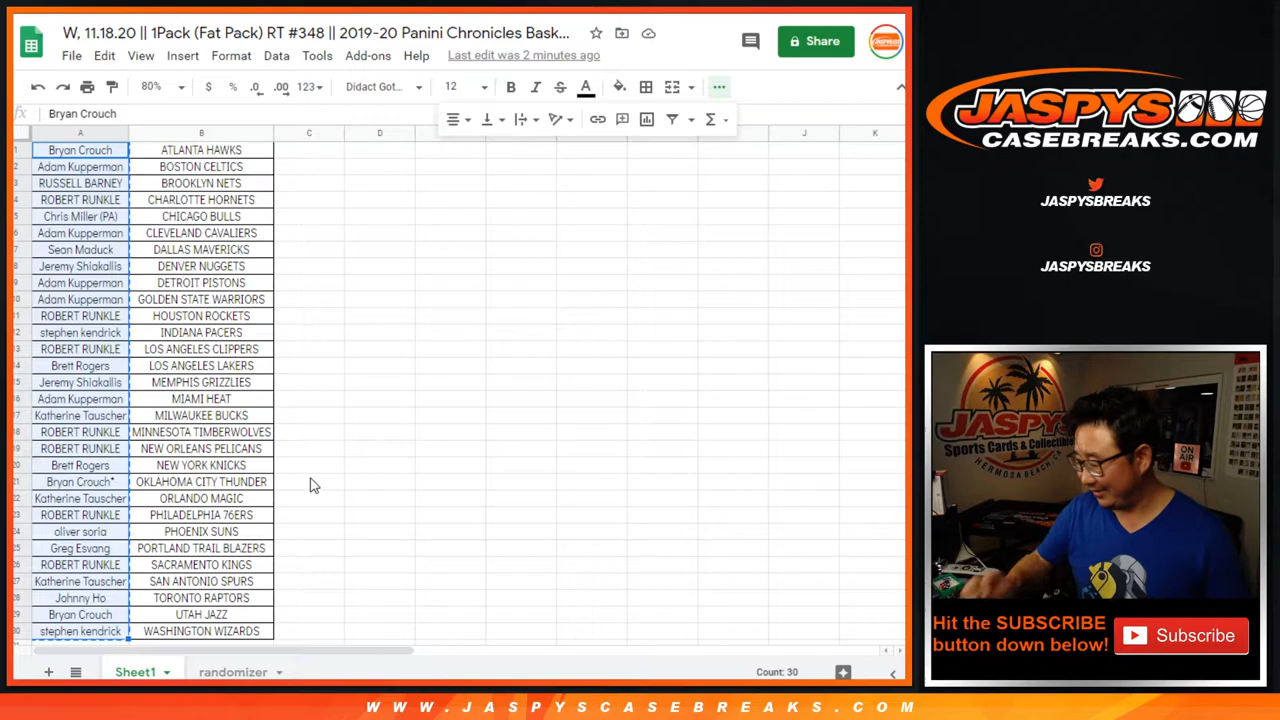 W, 11.18.20 || 1Pack (Fat Pack) RT #348 || 2019-20 Panini Chronicles Bask...
File Edit View Insert Format Data Tools Add-ons Help Last edit was 2 minutes ago
Share
80% $ % .0 .00 123 Didact Got... 12 B I S A
fx Bryan Crouch
A B C D J K
1 Bryan Crouch ATLANTA HAWKS
2 Adam Kupperman BOSTON CELTICS
3 RUSSELL BARNEY BROOKLYN NETS
4 ROBERT RUNKLE CHARLOTTE HORNETS
5 Chris Miller (PA) CHICAGO BULLS
6 Adam Kupperman CLEVELAND CAVALIERS
7 Sean Maduck DALLAS MAVERICKS
8 Jeremy Shiakallis DENVER NUGGETS
9 Adam Kupperman DETROIT PISTONS
10 Adam Kupperman GOLDEN STATE WARRIORS
11 ROBERT RUNKLE HOUSTON ROCKETS
12 stephen kendrick INDIANA PACERS
13 ROBERT RUNKLE LOS ANGELES CLIPPERS
14 Brett Rogers LOS ANGELES LAKERS
15 Jeremy Shiakallis MEMPHIS GRIZZLIES
16 Adam Kupperman MIAMI HEAT
17 Katherine Tauscher MILWAUKEE BUCKS
18 ROBERT RUNKLE MINNESOTA TIMBERWOLVES
19 ROBERT RUNKLE NEW ORLEANS PELICANS
20 Brett Rogers NEW YORK KNICKS
21 Bryan Crouch* OKLAHOMA CITY THUNDER
22 Katherine Tauscher ORLANDO MAGIC
23 ROBERT RUNKLE PHILADELPHIA 76ERS
24 oliver soria PHOENIX SUNS
25 Greg Esvang PORTLAND TRAIL BLAZERS
26 ROBERT RUNKLE SACRAMENTO KINGS
27 Katherine Tauscher SAN ANTONIO SPURS
28 Johnny Ho TORONTO RAPTORS
29 Bryan Crouch UTAH JAZZ
30 stephen kendrick WASHINGTON WIZARDS
Sheet1 randomizer Count: 30
JASPYS
CASEBREAKS.COM
JASPYSBREAKS
JASPYSBREAKS
JASPYS
Sports Cards & Collectibles
HERMOSA BEACH, CA
ON AIR
Hit the SUBSCRIBE
button down below!
Subscribe
WWW.JASPYSCASEBREAKS.COM